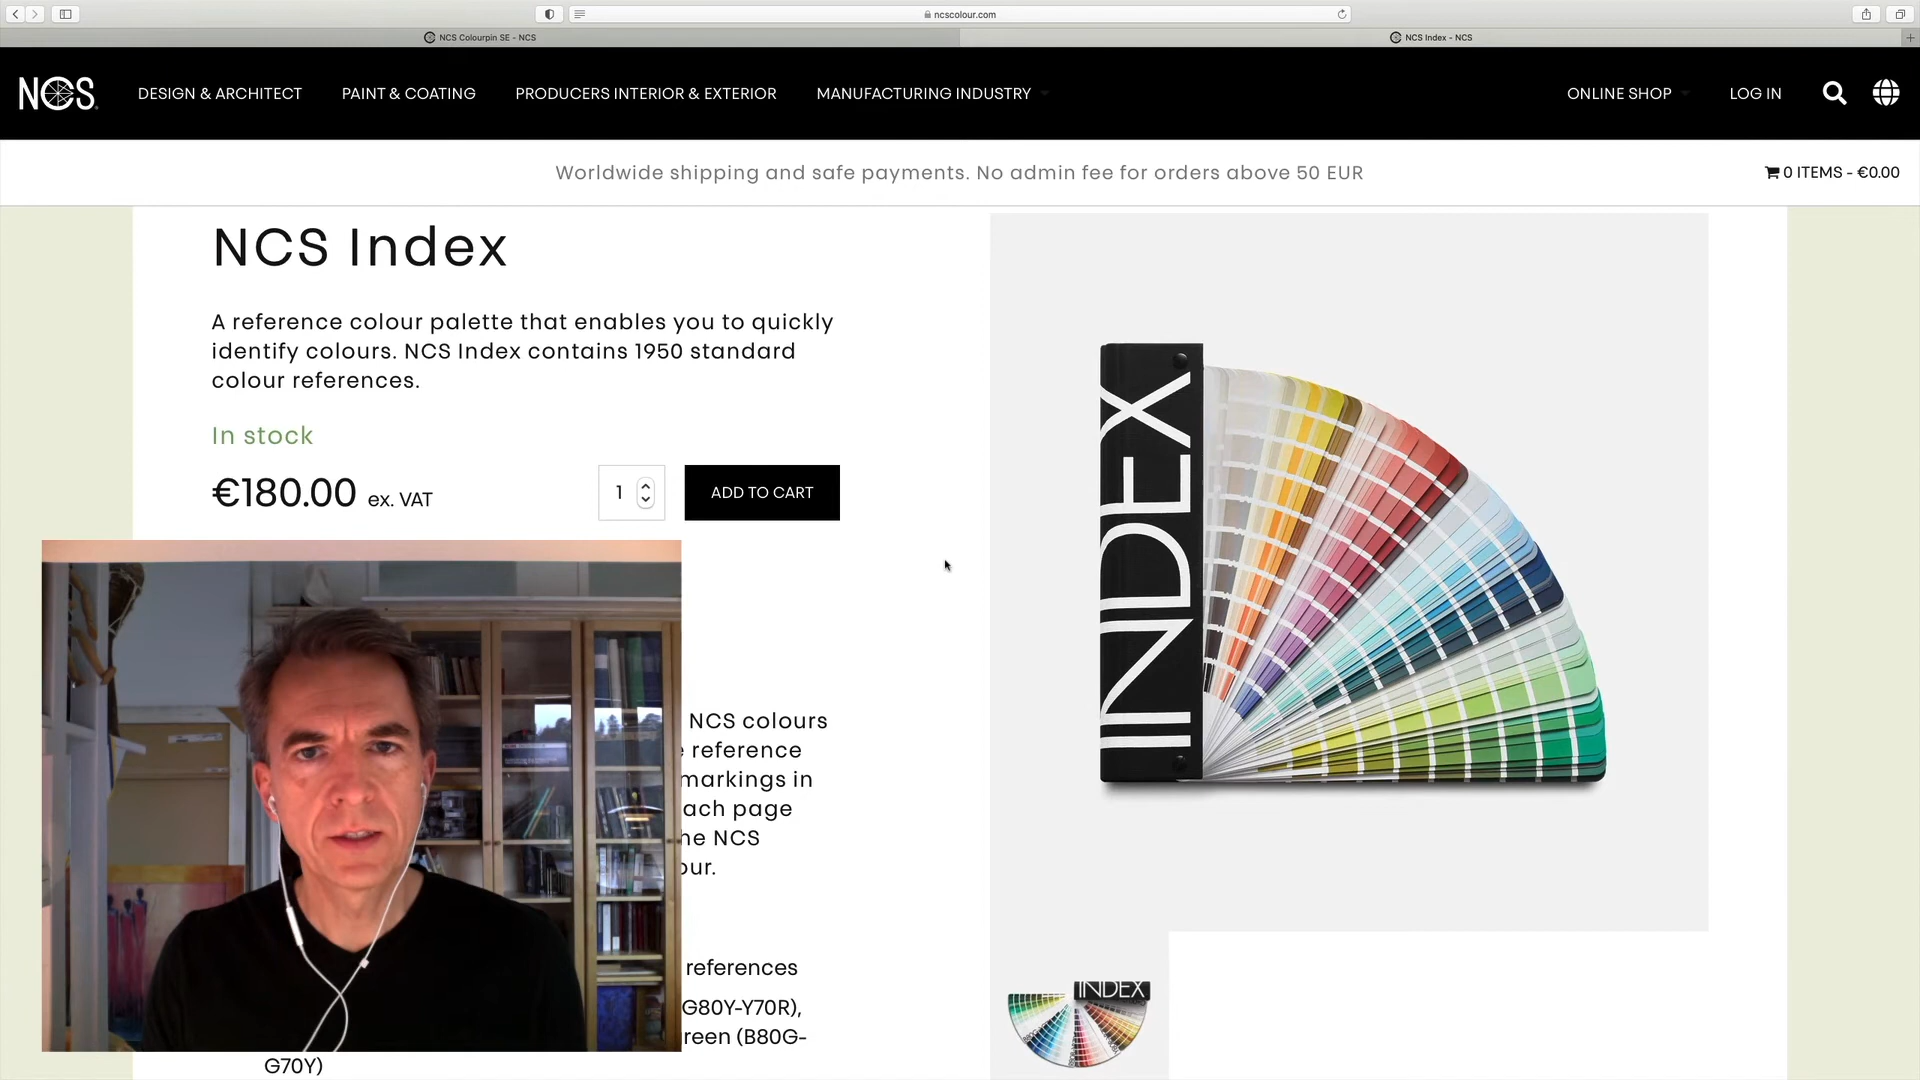 ncscolour.com
NCS Colourpin SE - NCS
NCS Index - NCS
NCS
DESIGN & ARCHITECT
PAINT & COATING
PRODUCERS INTERIOR & EXTERIOR
MANUFACTURING INDUSTRY
ONLINE SHOP
LOG IN
Worldwide shipping and safe payments. No admin fee for orders above 50 EUR
0 ITEMS - €0.00
NCS Index
A reference colour palette that enables you to quickly
identify colours. NCS Index contains 1950 standard
colour references.
In stock
€180.00 ex. VAT
1
ADD TO CART
INDEX
NCS colours
reference
markings in
ach page
he NCS
our.
references
G80Y-Y70R),
reen (B80G-
G70Y)
INDEX